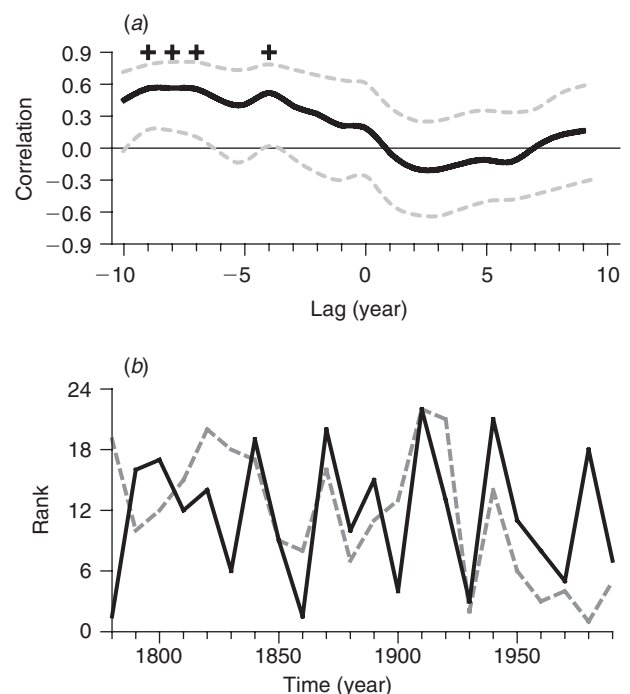 (a)
0.9
0.6
0.3
0.0
−0.3
−0.6
−0.9
Correlation
−10 −5 0 5 10
Lag (year)
(b)
24
18
12
6
0
Rank
1800 1850 1900 1950
Time (year)